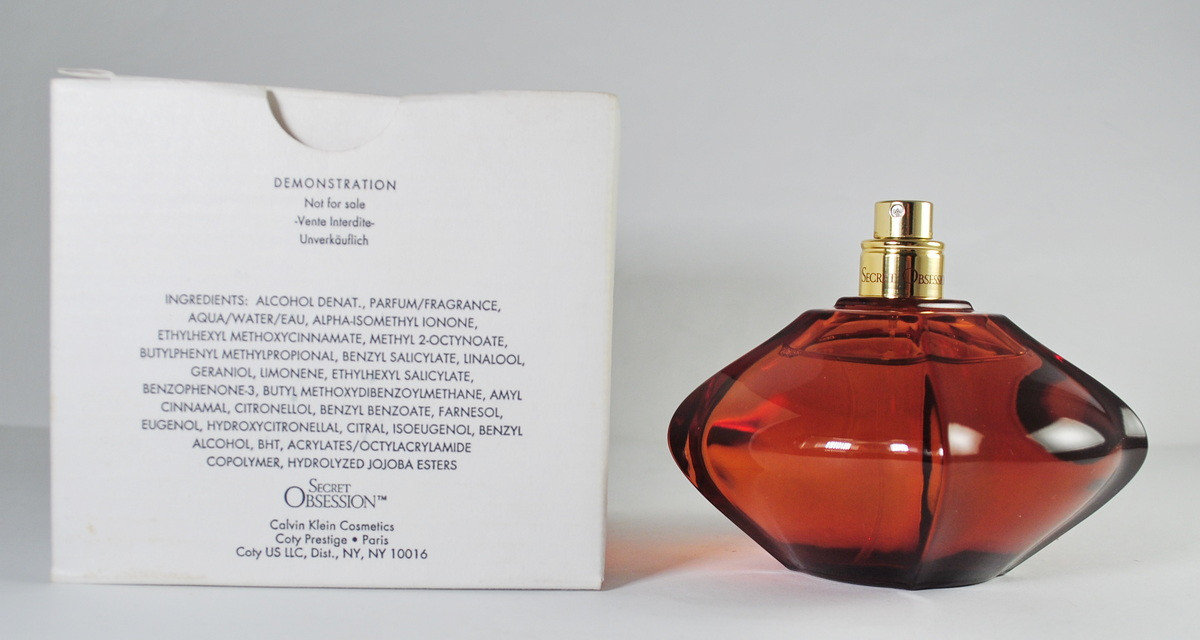 DEMONSTRATION
Not for sale
-Vente Interdite-
Unverkäuflich
INGREDIENTS: ALCOHOL DENAT., PARFUM/FRAGRANCE,
AQUA/WATER/EAU, ALPHA-ISOMETHYL IONONE,
ETHYLHEXYL METHOXYCINNAMATE, METHYL 2-OCTYNOATE,
BUTYLPHENYL METHYLPROPIONAL, BENZYL SALICYLATE, LINALOOL,
GERANIOL, LIMONENE, ETHYLHEXYL SALICYLATE,
BENZOPHENONE-3, BUTYL METHOXYDIBENZOYLMETHANE, AMYL
CINNAMAL, CITRONELLOL, BENZYL BENZOATE, FARNESOL,
EUGENOL, HYDROXYCITRONELLAL, CITRAL, ISOEUGENOL, BENZYL
ALCOHOL, BHT, ACRYLATES/OCTYLACRYLAMIDE
COPOLYMER, HYDROLYZED JOJOBA ESTERS
SECRET
OBSESSION™
Calvin Klein Cosmetics
Coty Prestige • Paris
Coty US LLC, Dist., NY, NY 10016
SECRET OBSESSI